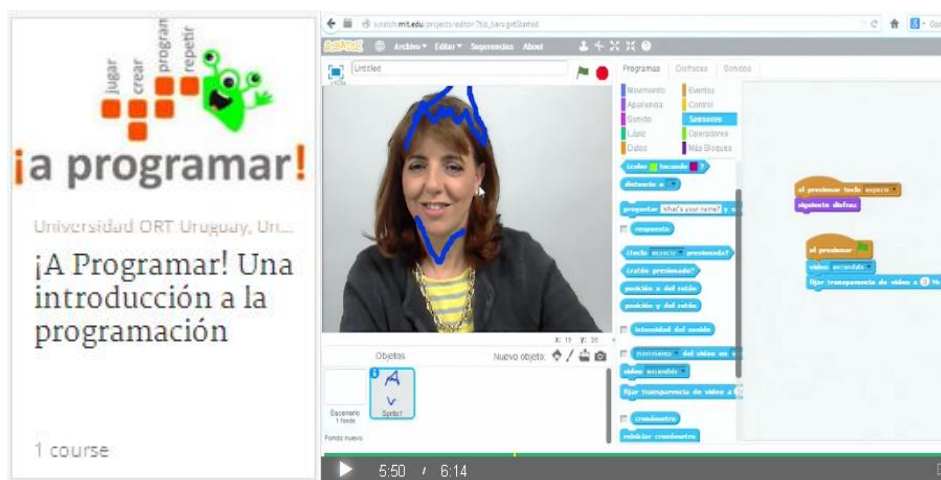 jugar
crear
program
repetir
¡a programar!
Universidad ORT Uruguay, Un...
¡A Programar! Una
introducción a la
programación
1 course
scratch.mit.edu/projects/editor/?tip_bar=getStarted
SCRATCH Archivo Editar Sugerencias About
Untitled
Programas Disfraces Sonidos
Movimiento Eventos
Apariencia Control
Sonido Sensores
Lápiz Operadores
Datos Más Bloques
¿color tocando ?
distancia a
preguntar What's your name? y
respuesta
¿tecla espacio presionada?
¿ratón presionado?
posición x del ratón
posición y del ratón
intensidad del sonido
movimiento del video en
video encendido
fijar transparencia de video a
cronómetro
reiniciar cronómetro
al presionar tecla espacio
siguiente disfraz
al presionar
video encendido
fijar transparencia de video a 0 %
Objetos Nuevo objeto:
Escenario
1 fondo
Sprite1
Fondo nuevo
5:50 / 6:14